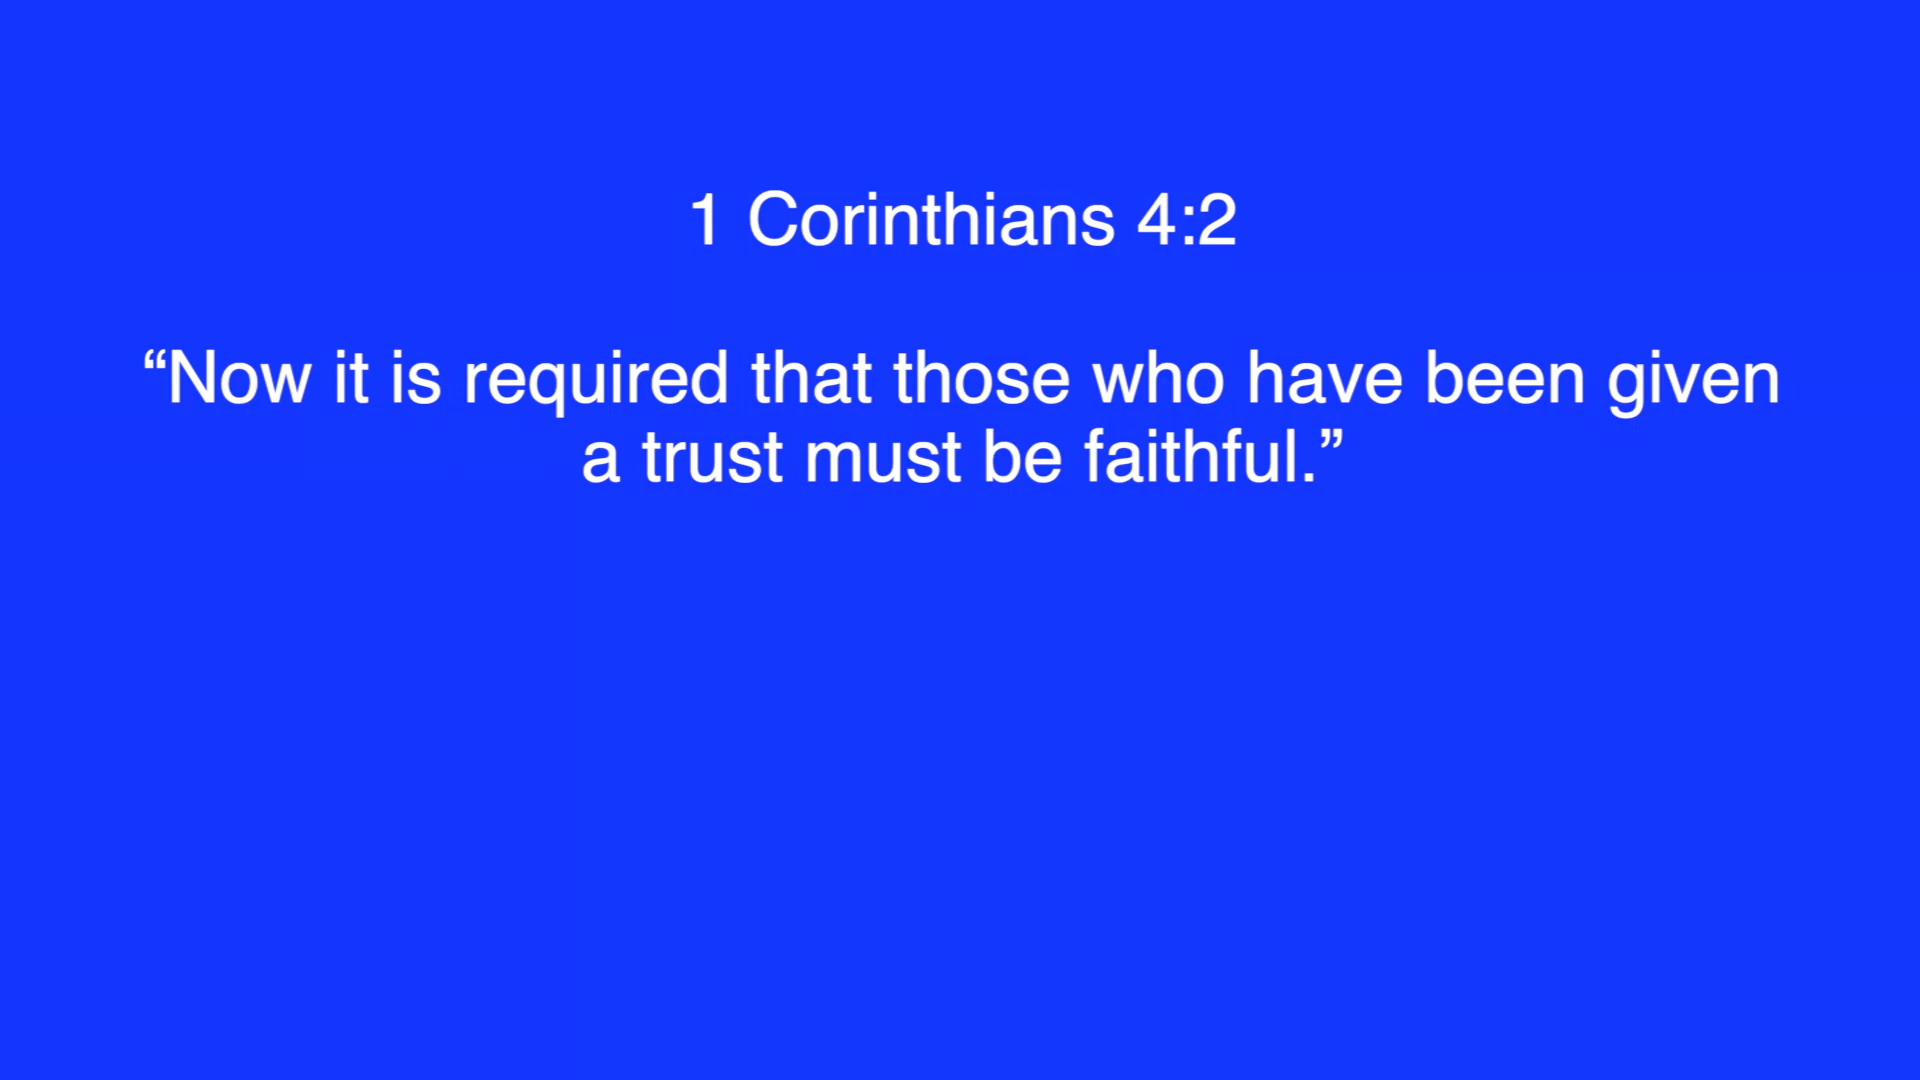 1 Corinthians 4:2
“Now it is required that those who have been given
a trust must be faithful.”